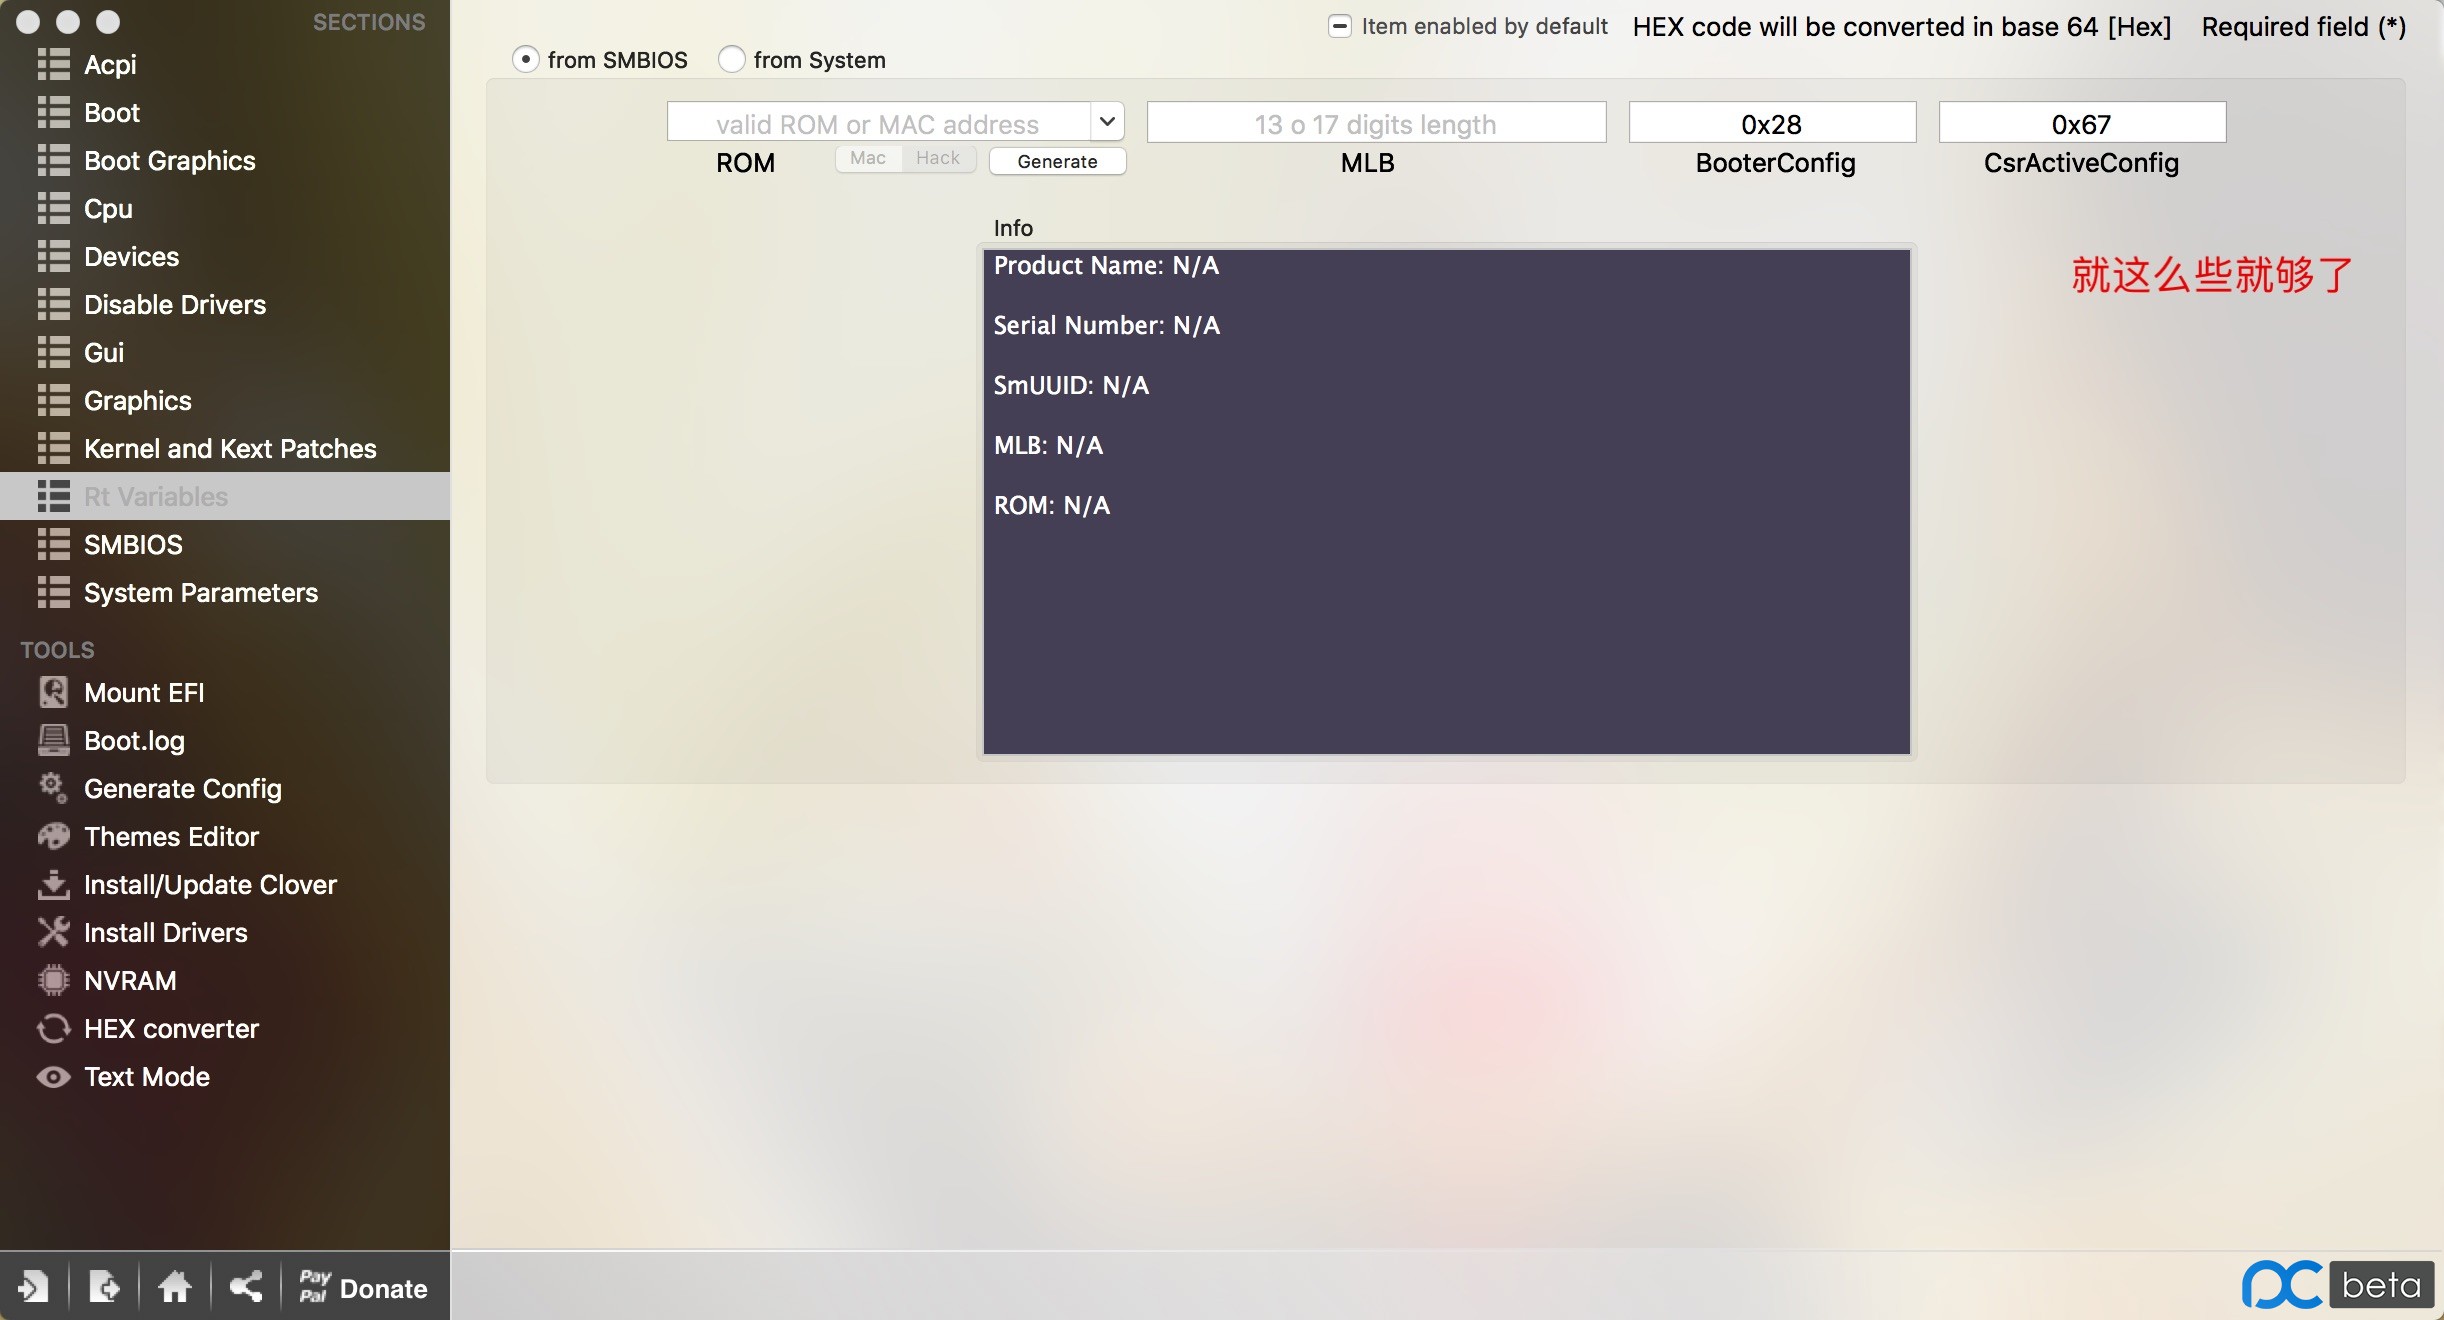 SECTIONS
Acpi
Boot
Boot Graphics
Cpu
Devices
Disable Drivers
Gui
Graphics
Kernel and Kext Patches
Rt Variables
SMBIOS
System Parameters
TOOLS
Mount EFI
Boot.log
Generate Config
Themes Editor
Install/Update Clover
Install Drivers
NVRAM
HEX converter
Text Mode
Pay
Pal
Donate
Item enabled by default HEX code will be converted in base 64 [Hex] Required field (*)
from SMBIOS from System
valid ROM or MAC address 13 o 17 digits length 0x28 0x67
ROM Mac Hack Generate MLB BooterConfig CsrActiveConfig
Info
Product Name: N/A
Serial Number: N/A
SmUUID: N/A
MLB: N/A
ROM: N/A
就这么些就够了
pc beta